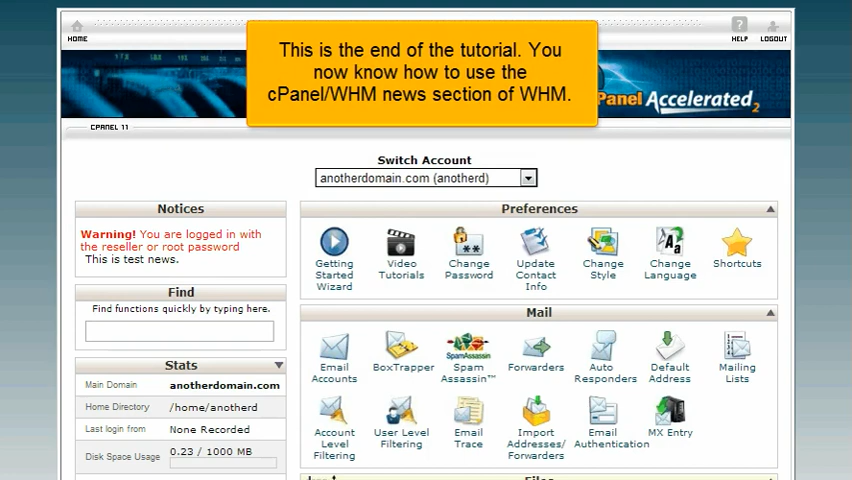 HOME
HELP
LOGOUT
This is the end of the tutorial. You
now know how to use the
cPanel/WHM news section of WHM.
Panel Accelerated2
CPANEL 11
Switch Account
anotherdomain.com (anotherd)
Notices
Warning! You are logged in with
the reseller or root password
This is test news.
Find
Find functions quickly by typing here.
Stats
Main Domain anotherdomain.com
Home Directory /home/anotherd
Last login from None Recorded
Disk Space Usage 0.23 / 1000 MB
Preferences
Getting Started Wizard
Video Tutorials
Change Password
Update Contact Info
Change Style
Change Language
Shortcuts
Mail
Email Accounts
BoxTrapper
SpamAssassin
Spam Assassin™
Forwarders
Auto Responders
Default Address
Mailing Lists
Account Level Filtering
User Level Filtering
Email Trace
Import Addresses/ Forwarders
Email Authentication
MX Entry
Files